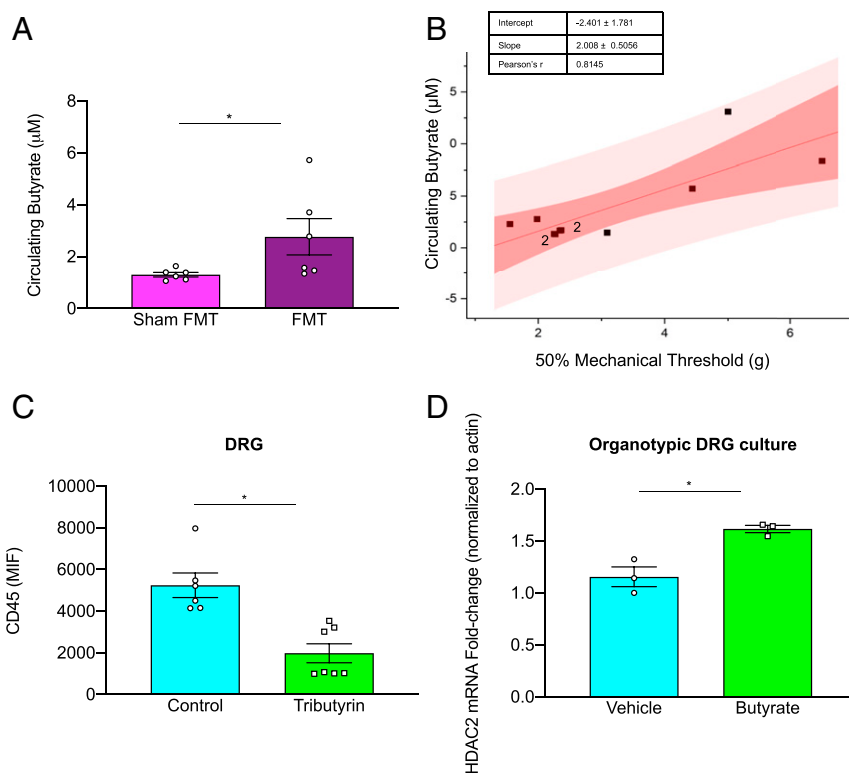 A
Circulating Butyrate (μM)
8
6
4
2
0
*
Sham FMT
FMT
B
Intercept
-2.401 ± 1.781
Slope
2.008 ± 0.5056
Pearson's r
0.8145
Circulating Butyrate (μM)
5
0
5
0
-5
2
2
2
4
6
50% Mechanical Threshold (g)
C
DRG
CD45 (MIF)
10000
8000
6000
4000
2000
0
*
Control
Tributyrin
D
Organotypic DRG culture
HDAC2 mRNA Fold-change (normalized to actin)
2.0
1.5
1.0
0.5
0.0
*
Vehicle
Butyrate